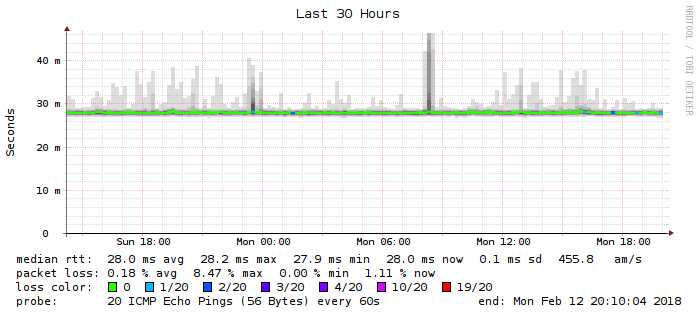 Last 30 Hours
RRDTOOL / TOBI OETIKER
Seconds
40 m
30 m
20 m
10 m
0
Sun 18:00 Mon 00:00 Mon 06:00 Mon 12:00 Mon 18:00
median rtt: 28.0 ms avg 28.2 ms max 27.9 ms min 28.0 ms now 0.1 ms sd 455.8 am/s
packet loss: 0.18 % avg 8.47 % max 0.00 % min 1.11 % now
loss color: 0 1/20 2/20 3/20 4/20 10/20 19/20
probe: 20 ICMP Echo Pings (56 Bytes) every 60s end: Mon Feb 12 20:10:04 2018